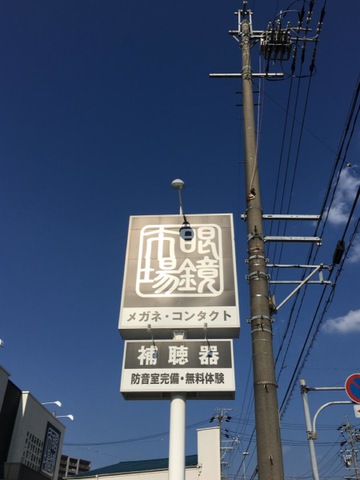 眼鏡
市場
メガネ・コンタクト
補聴器
防音室完備・無料体験